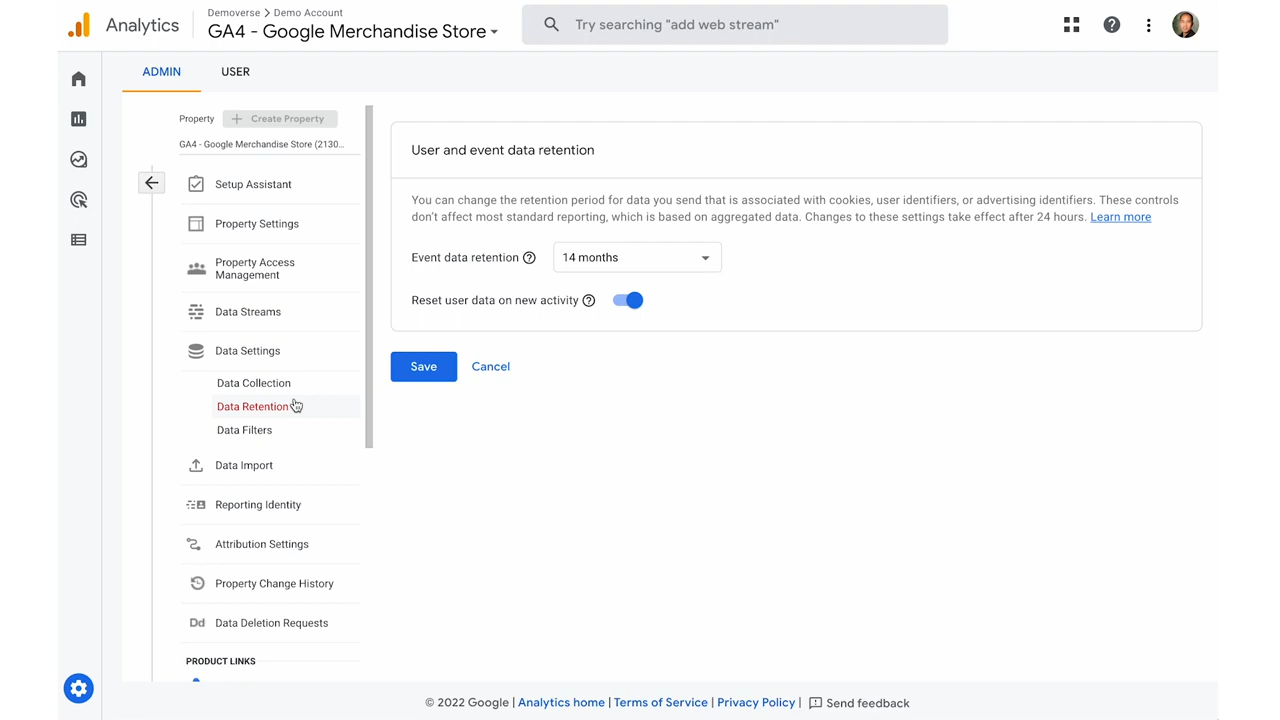 Analytics
Demoverse > Demo Account
GA4 - Google Merchandise Store
Try searching "add web stream"
ADMIN
USER
Property
Create Property
GA4 - Google Merchandise Store (2130...
Setup Assistant
Property Settings
Property Access
Management
Data Streams
Data Settings
Data Collection
Data Retention
Data Filters
Data Import
Reporting Identity
Attribution Settings
Property Change History
Dd Data Deletion Requests
PRODUCT LINKS
User and event data retention
You can change the retention period for data you send that is associated with cookies, user identifiers, or advertising identifiers. These controls
don't affect most standard reporting, which is based on aggregated data. Changes to these settings take effect after 24 hours. Learn more
Event data retention ? 14 months
Reset user data on new activity ?
Save Cancel
© 2022 Google | Analytics home | Terms of Service | Privacy Policy | Send feedback